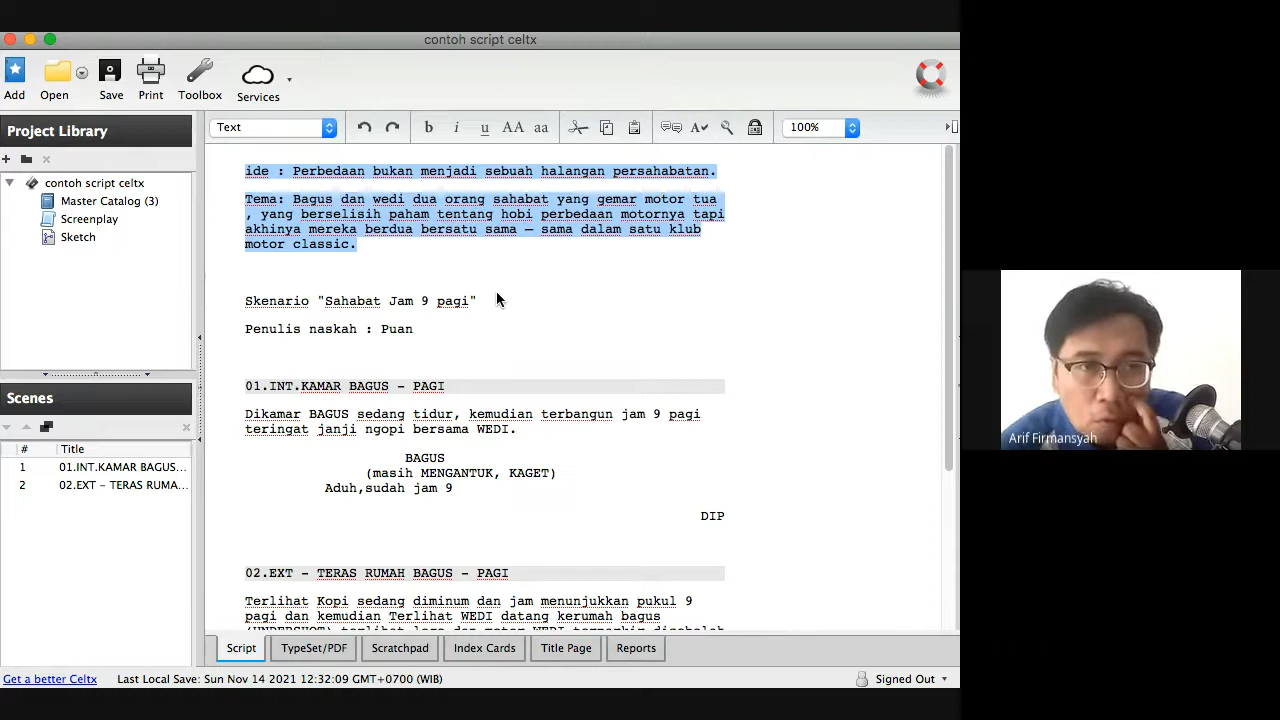 contoh script celtx
Add
Open
Save
Print
Toolbox
Services
Project Library
Text
b
i
u
AA
aa
100%
contoh script celtx
Master Catalog (3)
Screenplay
Sketch
ide : Perbedaan bukan menjadi sebuah halangan persahabatan.
Tema: Bagus dan wedi dua orang sahabat yang gemar motor tua
, yang berselisih paham tentang hobi perbedaan motornya tapi
akhinya mereka berdua bersatu sama – sama dalam satu klub
motor classic.
Skenario "Sahabat Jam 9 pagi"
Penulis naskah : Puan
01.INT.KAMAR BAGUS – PAGI
Dikamar BAGUS sedang tidur, kemudian terbangun jam 9 pagi
teringat janji ngopi bersama WEDI.
BAGUS
(masih MENGANTUK, KAGET)
Aduh,sudah jam 9
DIP
02.EXT – TERAS RUMAH BAGUS – PAGI
Terlihat Kopi sedang diminum dan jam menunjukkan pukul 9
pagi dan kemudian Terlihat WEDI datang kerumah bagus
Scenes
# Title
1 01.INT.KAMAR BAGUS...
2 02.EXT – TERAS RUMA...
Script
TypeSet/PDF
Scratchpad
Index Cards
Title Page
Reports
Get a better Celtx
Last Local Save: Sun Nov 14 2021 12:32:09 GMT+0700 (WIB)
Signed Out
Arif Firmansyah